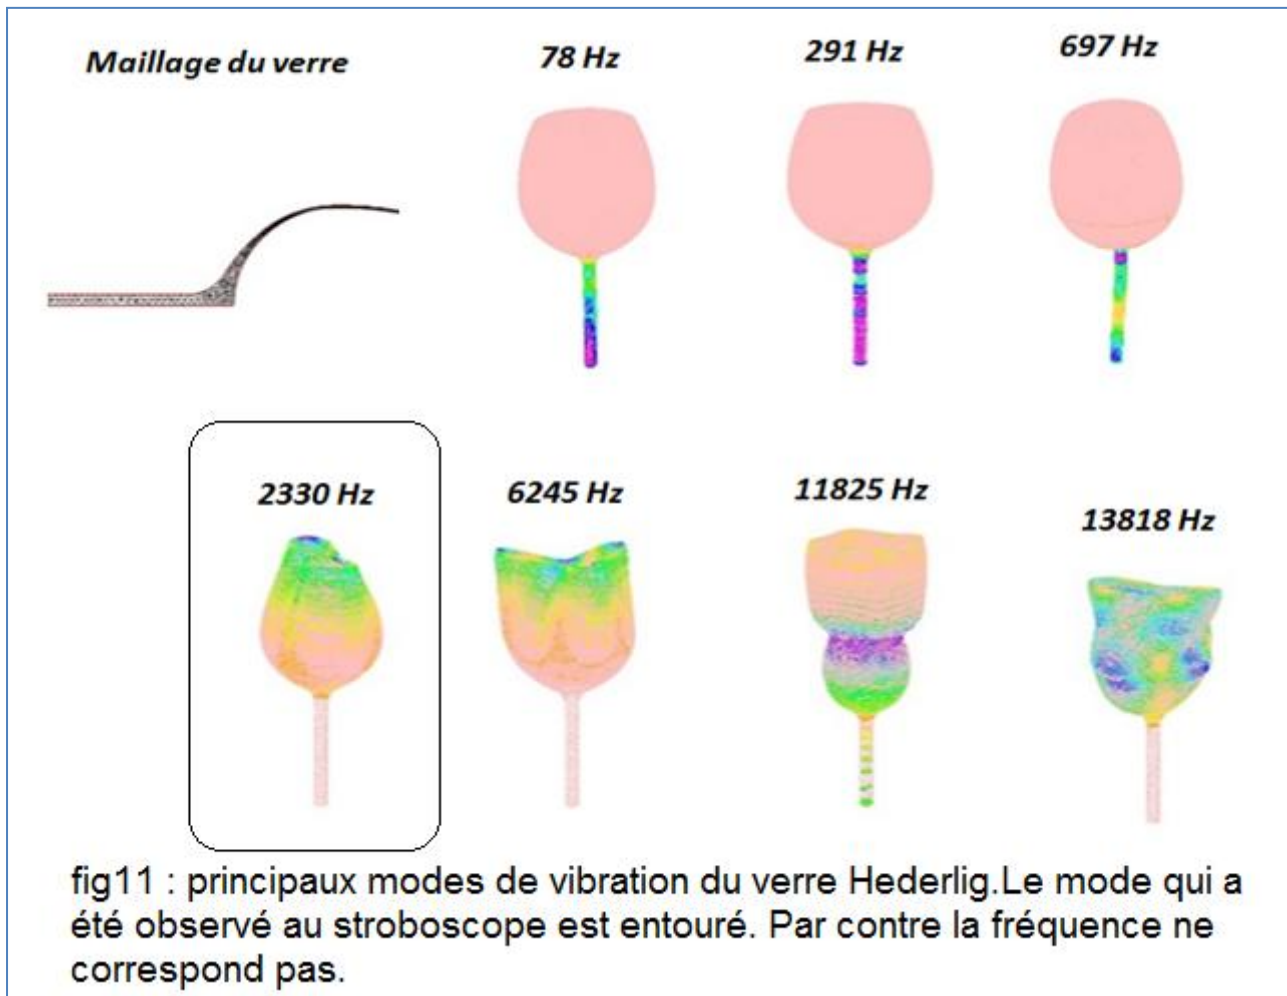 Maillage du verre
78 Hz
291 Hz
697 Hz
2330 Hz
6245 Hz
11825 Hz
13818 Hz
fig11 : principaux modes de vibration du verre Hederlig.Le mode qui a
été observé au stroboscope est entouré. Par contre la fréquence ne
correspond pas.